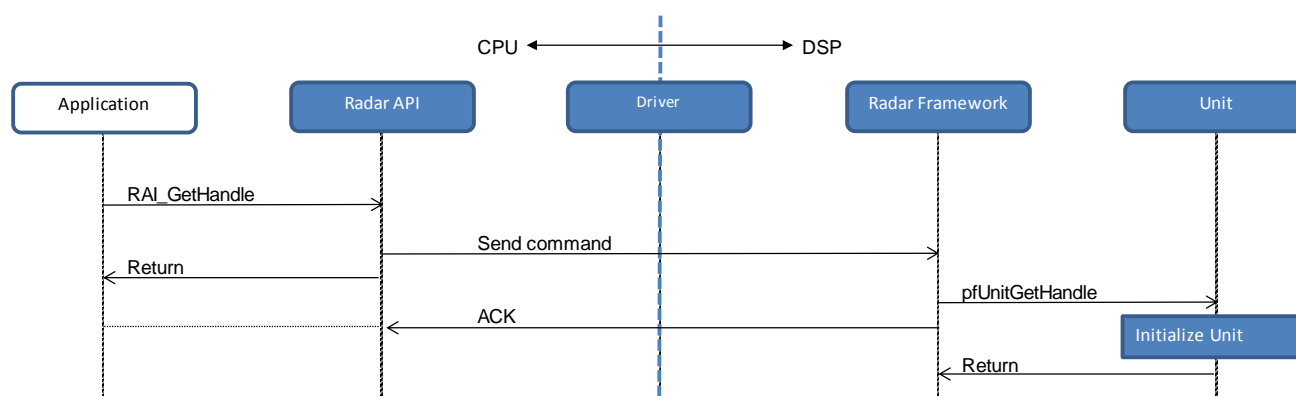 CPU
DSP
Application
Radar API
Driver
Radar Framework
Unit
RAI_GetHandle
Send command
Return
pfUnitGetHandle
ACK
Initialize Unit
Return